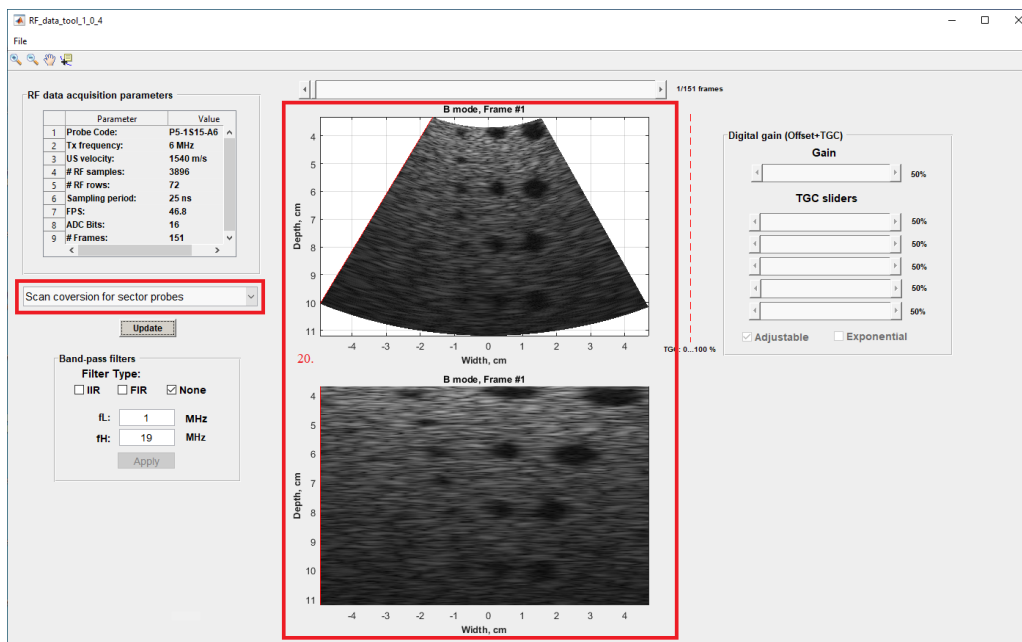 RF_data_tool_1_0_4
File
RF data acquisition parameters
Parameter Value
1 Probe Code: P5-1S15-A6
2 Tx frequency: 6 MHz
3 US velocity: 1540 m/s
4 # RF samples: 3896
5 # RF rows: 72
6 Sampling period: 25 ns
7 FPS: 46.8
8 ADC Bits: 16
9 # Frames: 151
Scan coversion for sector probes
Update
Band-pass filters
Filter Type:
IIR FIR None
fL: 1 MHz
fH: 19 MHz
Apply
1/151 frames
B mode, Frame #1
4
5
6
7
8
9
10
11
Depth, cm
-4 -3 -2 -1 0 1 2 3 4
Width, cm
20.
TGC: 0...100 %
B mode, Frame #1
4
5
6
7
8
9
10
11
Depth, cm
-4 -3 -2 -1 0 1 2 3 4
Width, cm
Digital gain (Offset+TGC)
Gain
50%
TGC sliders
50%
50%
50%
50%
50%
Adjustable Exponential